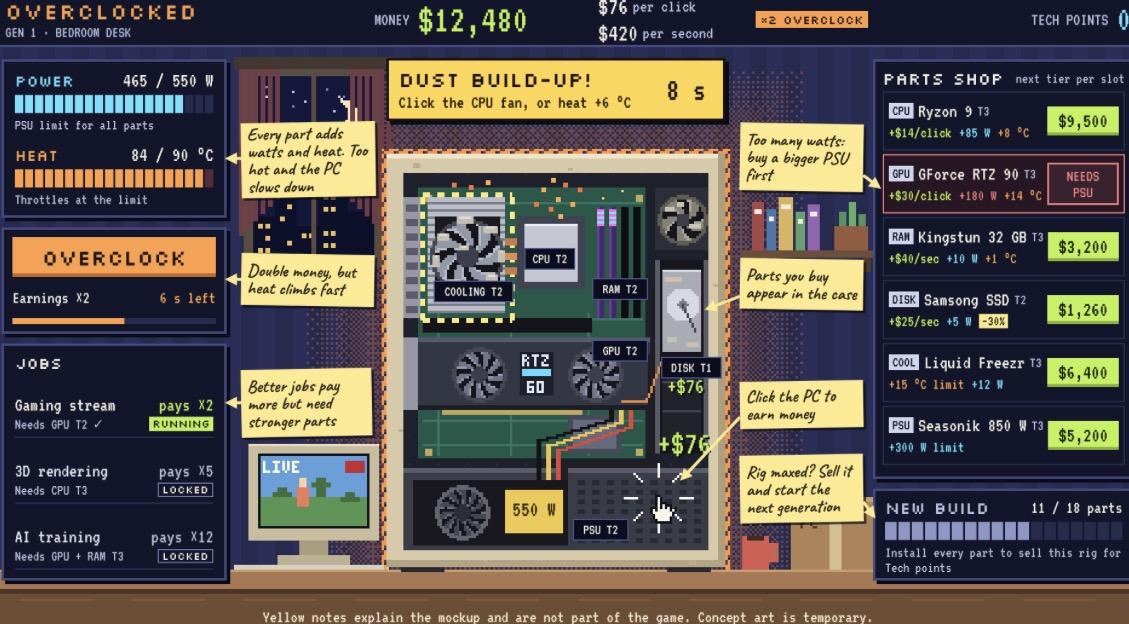 OVERCLOCKED
GEN 1 · BEDROOM DESK
MONEY $12,480
$76 per click
$420 per second
×2 OVERCLOCK
TECH POINTS 0
POWER 465 / 550 W
PSU limit for all parts
HEAT 84 / 90 ºC
Throttles at the limit
OVERCLOCK
Earnings X2 6 s left
JOBS
Gaming stream pays X2
Needs GPU T2 ✓ RUNNING
3D rendering pays X5
Needs CPU T3 LOCKED
AI training pays X12
Needs GPU + RAM T3 LOCKED
Every part adds
watts and heat. Too
hot and the PC
slows down
Double money, but
heat climbs fast
Better jobs pay
more but need
stronger parts
LIVE
DUST BUILD-UP!
Click the CPU fan, or heat +6 ºC
8 s
COOLING T2
CPU T2
RAM T2
GPU T2
RTZ
60
DISK T1
+$76
+$76
550 W
PSU T2
Too many watts:
buy a bigger PSU
first
Parts you buy
appear in the case
Click the PC to
earn money
Rig maxed? Sell it
and start the
next generation
PARTS SHOP next tier per slot
CPU Ryzon 9 T3
+$14/click +85 W +8 ºC
$9,500
GPU GForce RTZ 90 T3
+$30/click +180 W +14 ºC
NEEDS
PSU
RAM Kingstun 32 GB T3
+$40/sec +10 W +1 ºC
$3,200
DISK Samsong SSD T2
+$25/sec +5 W -30%
$1,260
COOL Liquid Freezr T3
+15 ºC limit +12 W
$6,400
PSU Seasonik 850 W T3
+300 W limit
$5,200
NEW BUILD 11 / 18 parts
Install every part to sell this rig for
Tech points
Yellow notes explain the mockup and are not part of the game. Concept art is temporary.